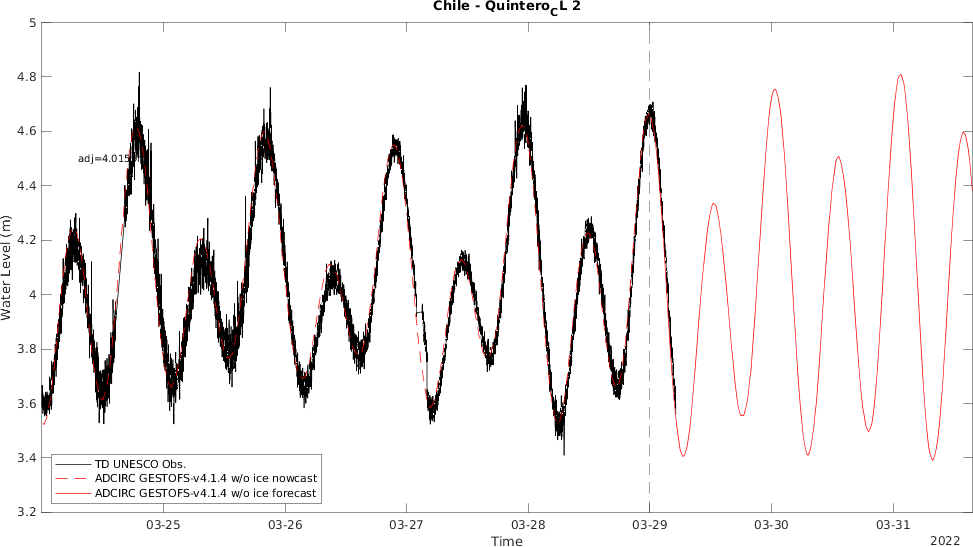 Chile - Quintero_CL 2
5
4.8
4.6
4.4
4.2
4
3.8
3.6
3.4
3.2
Water Level (m)
adj=4.015
TD UNESCO Obs.
ADCIRC GESTOFS-v4.1.4 w/o ice nowcast
ADCIRC GESTOFS-v4.1.4 w/o ice forecast
03-25
03-26
03-27
03-28
03-29
03-30
03-31
Time
2022